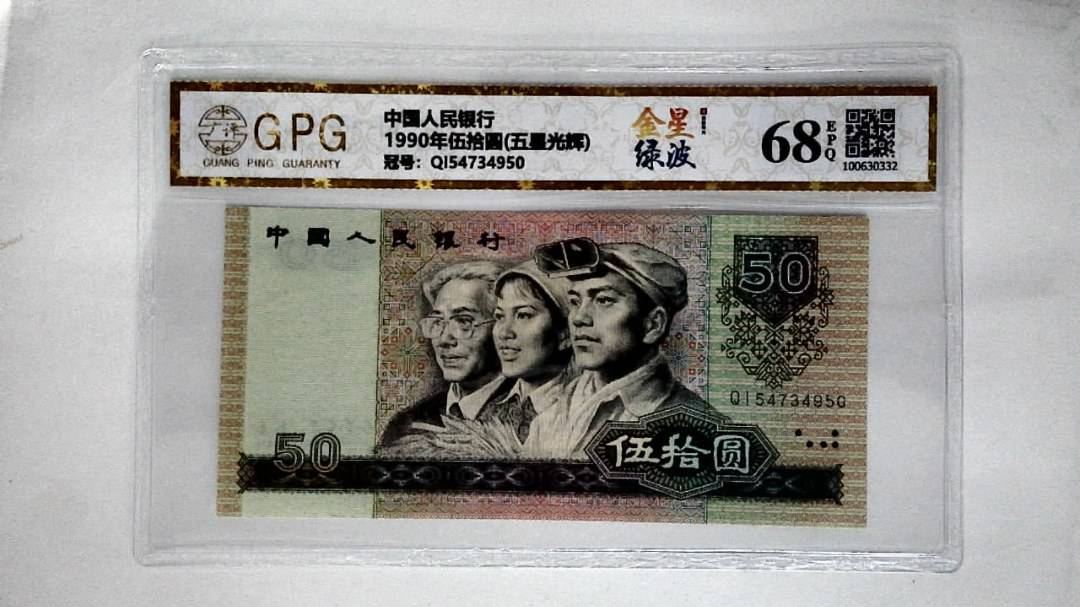 广评
GPG
GUANG PING GUARANTY
中国人民银行
1990年伍拾圆(五星光辉)
冠号：QI54734950
金星
绿波
68
EPQ
100630332
中国人民银行
50
QI54734950
50
伍拾圆